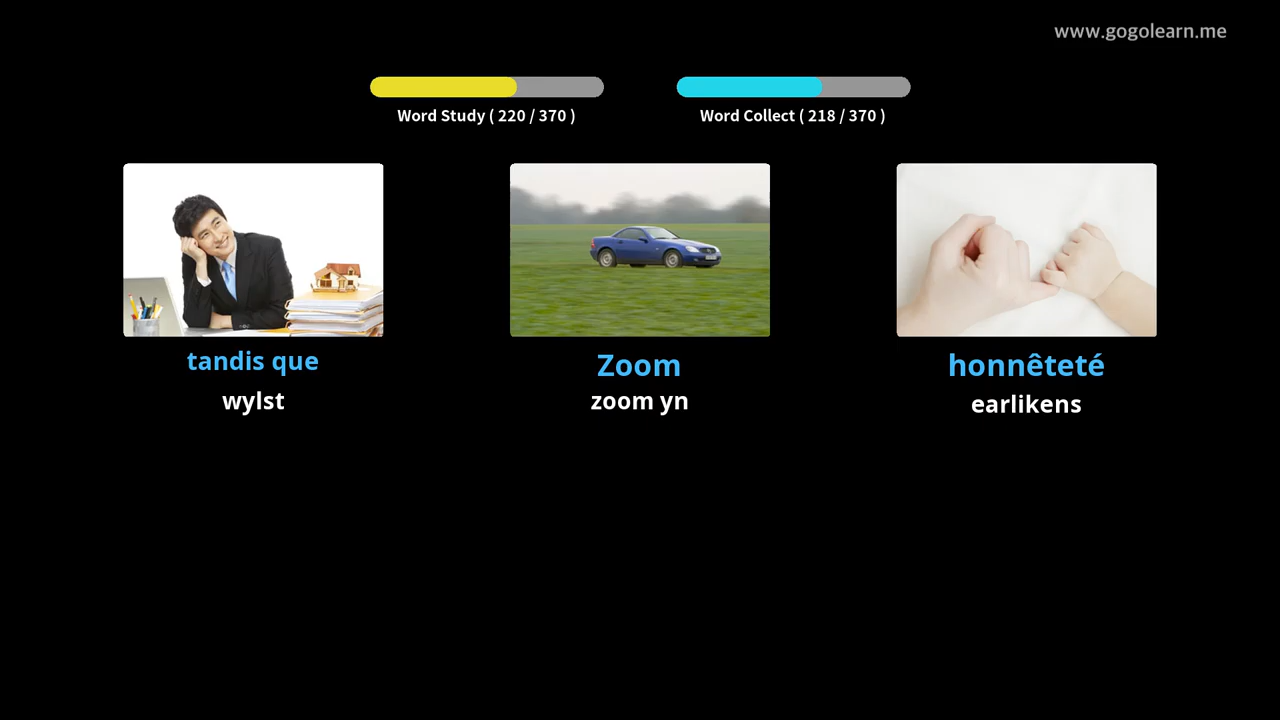 www.gogolearn.me
Word Study ( 220 / 370 )
Word Collect ( 218 / 370 )
tandis que
wylst
Zoom
zoom yn
honnêteté
earlikens